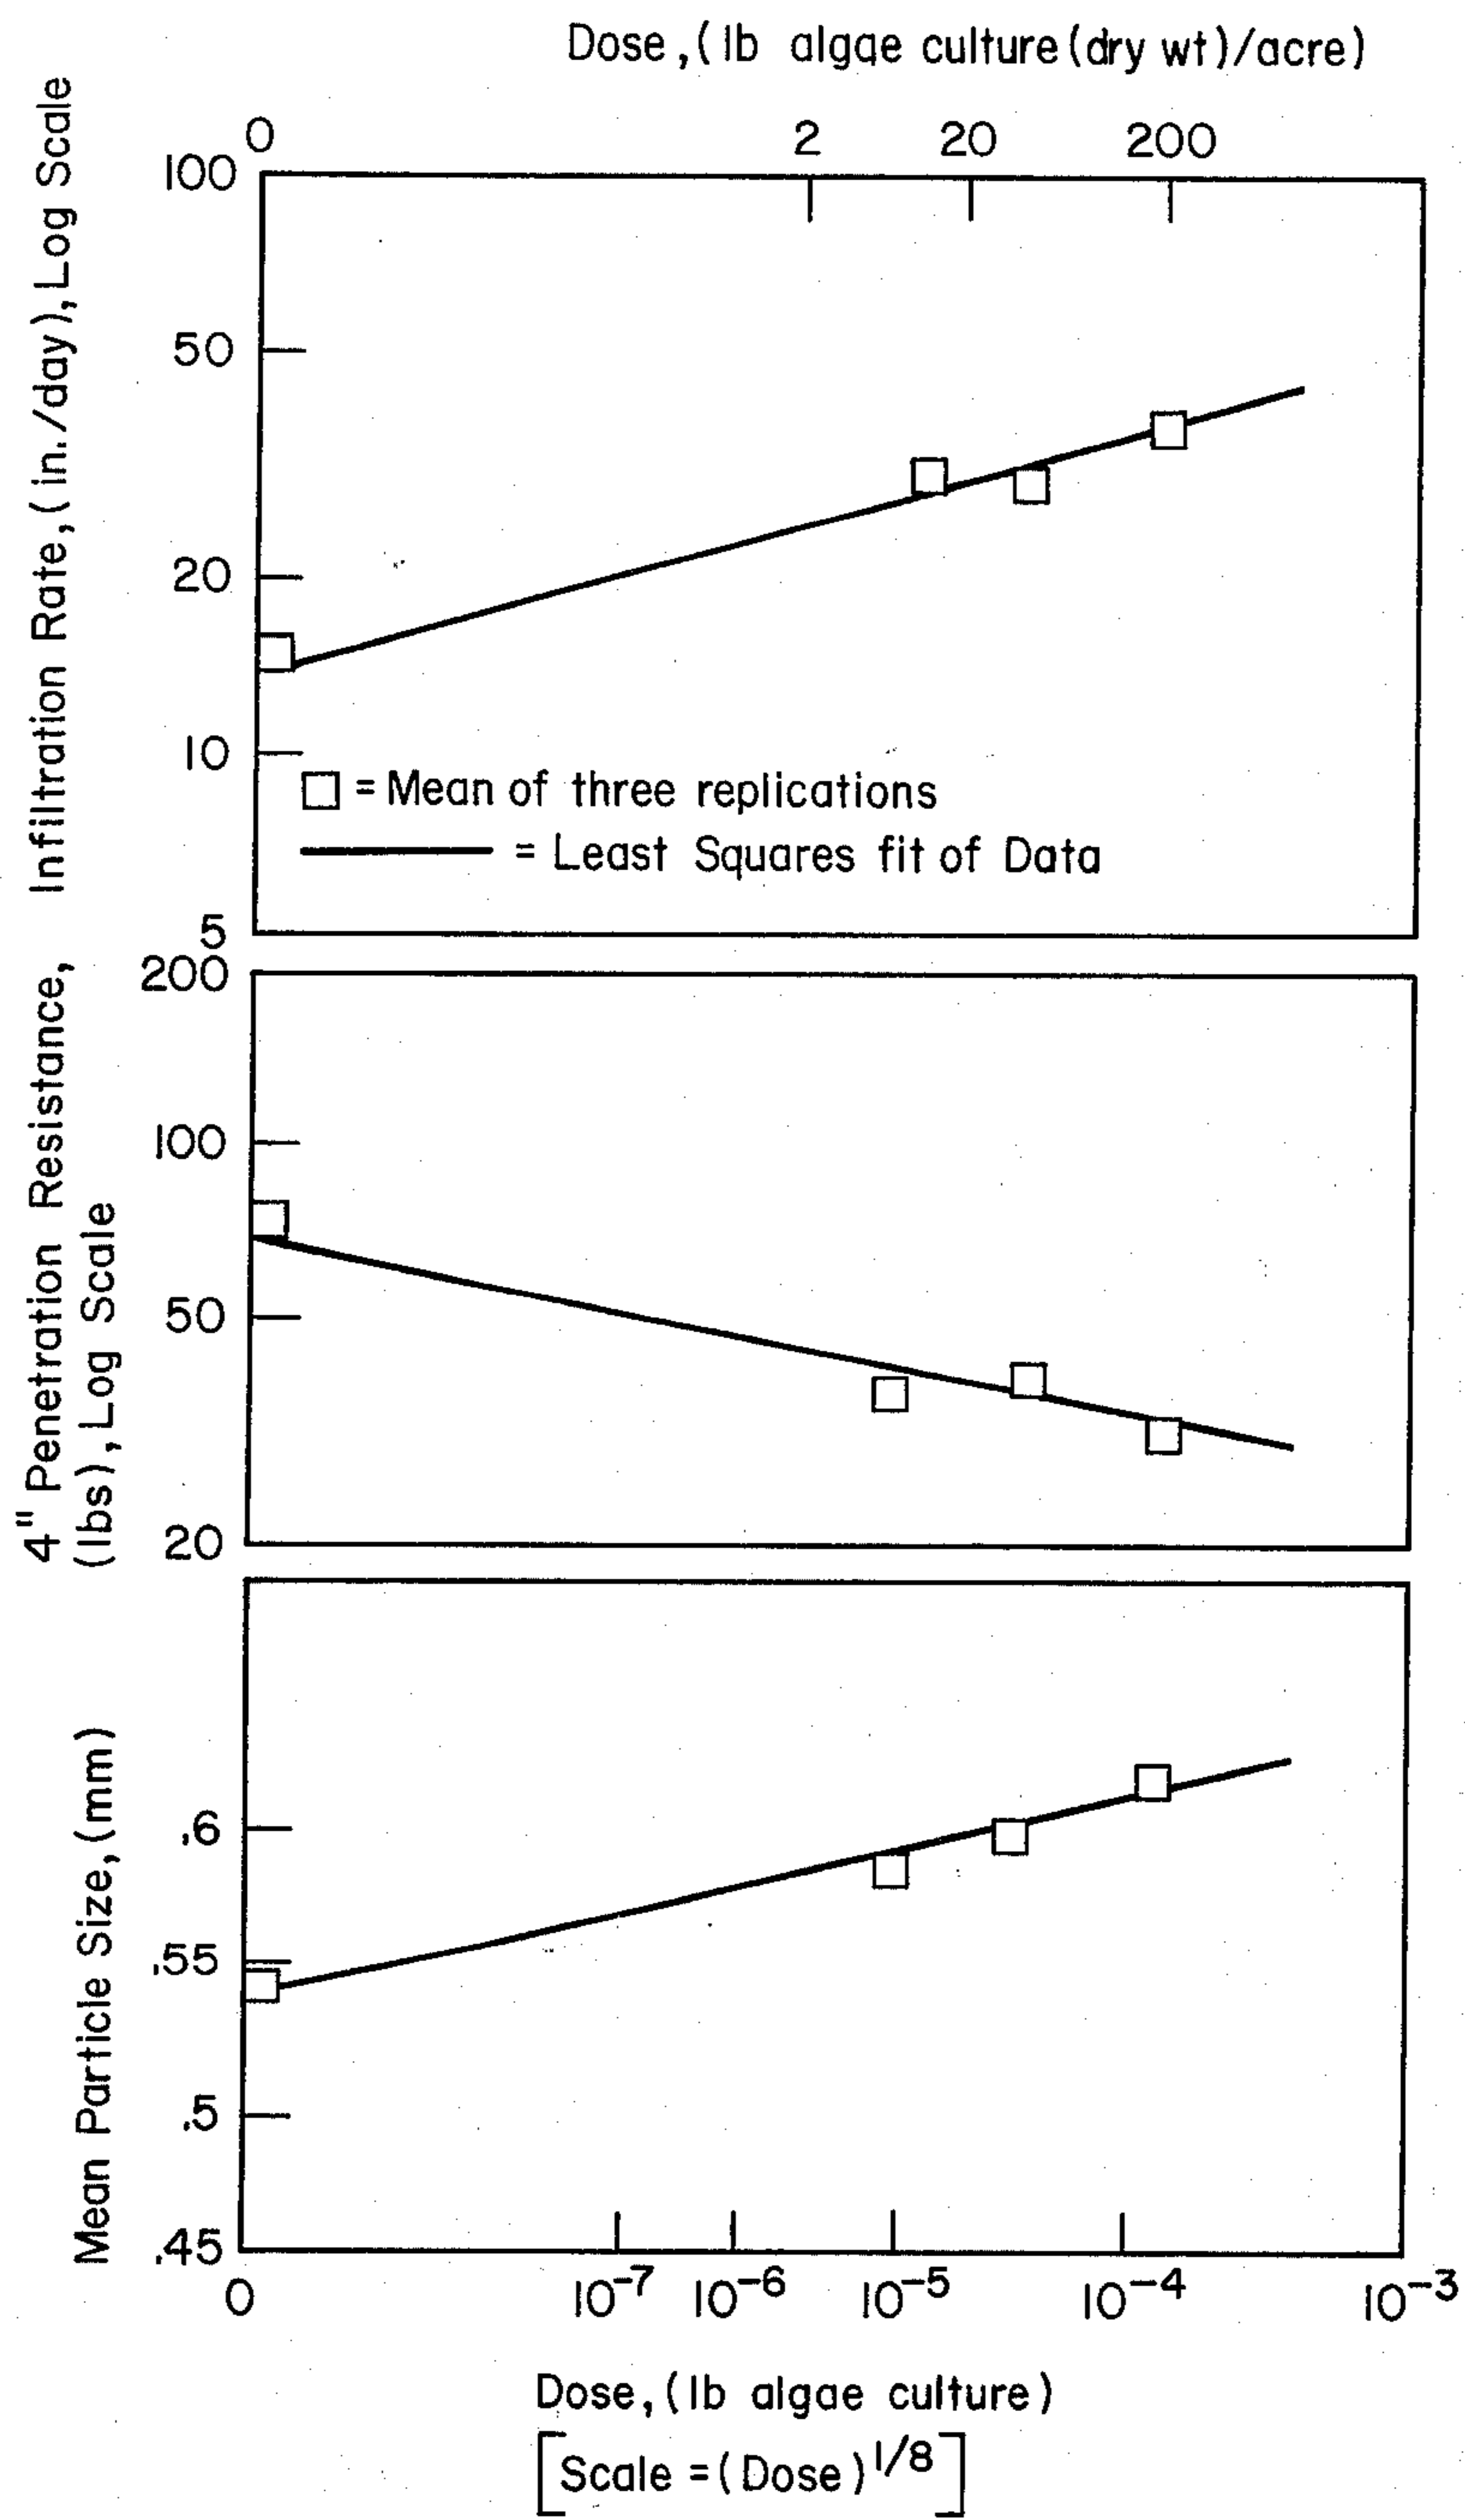 Dose,(lb algae culture(dry wt)/acre)
0 2 20 200
Infiltration Rate,(in./day),Log Scale
100
50
20
10
5
□ = Mean of three replications
= Least Squares fit of Data
4" Penetration Resistance,
(lbs),Log Scale
200
100
50
20
Mean Particle Size,(mm)
.6
.55
.5
.45
0 10⁻⁷ 10⁻⁶ 10⁻⁵ 10⁻⁴ 10⁻³
Dose,(lb algae culture)
[Scale =(Dose)¹/⁸]